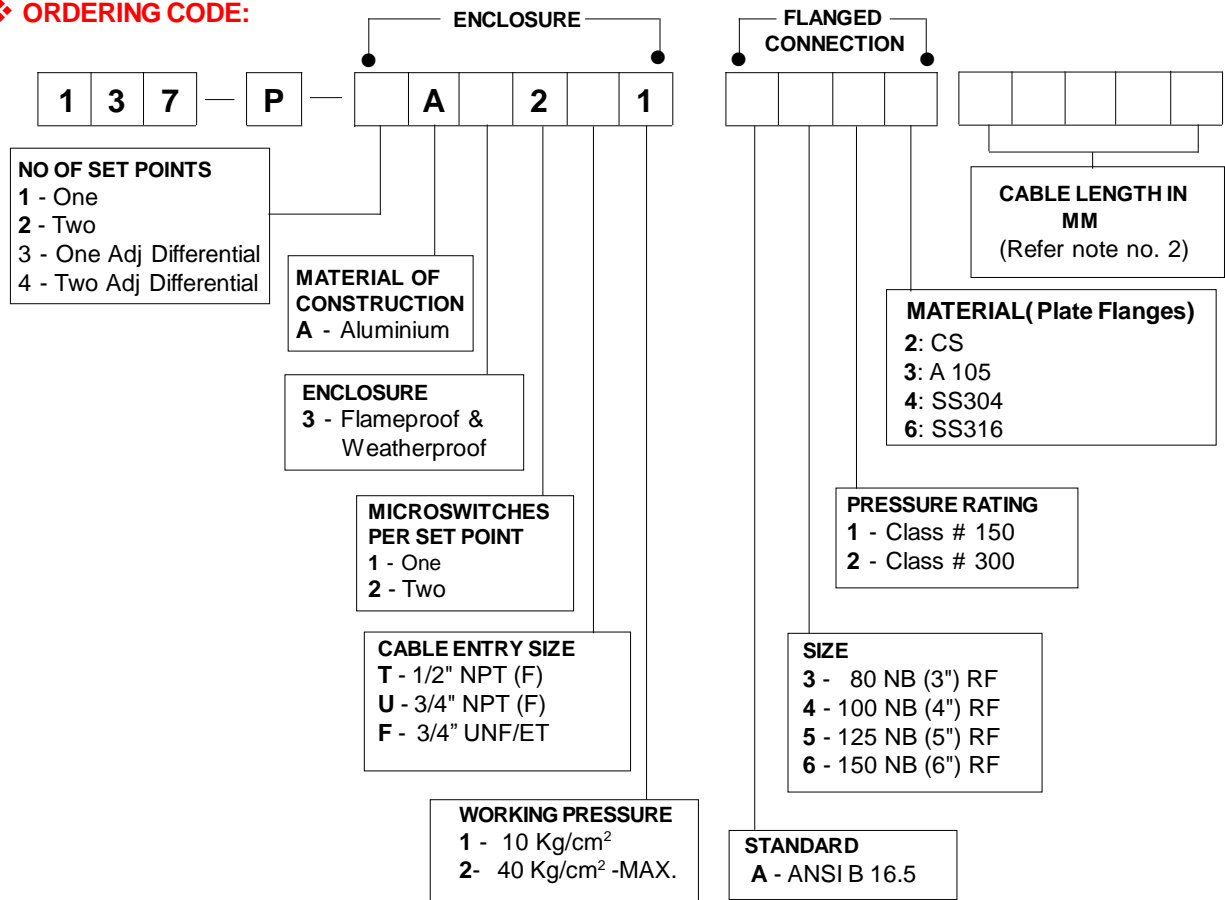 ❖ ORDERING CODE:
ENCLOSURE
FLANGED
CONNECTION
1 3 7 — P — A 2 1
NO OF SET POINTS
1 - One
2 - Two
3 - One Adj Differential
4 - Two Adj Differential
MATERIAL OF
CONSTRUCTION
A - Aluminium
ENCLOSURE
3 - Flameproof &
Weatherproof
MICROSWITCHES
PER SET POINT
1 - One
2 - Two
CABLE ENTRY SIZE
T - 1/2" NPT (F)
U - 3/4" NPT (F)
F - 3/4” UNF/ET
WORKING PRESSURE
1 - 10 Kg/cm²
2- 40 Kg/cm² -MAX.
CABLE LENGTH IN
MM
(Refer note no. 2)
MATERIAL( Plate Flanges)
2: CS
3: A 105
4: SS304
6: SS316
PRESSURE RATING
1 - Class # 150
2 - Class # 300
SIZE
3 - 80 NB (3") RF
4 - 100 NB (4") RF
5 - 125 NB (5") RF
6 - 150 NB (6") RF
STANDARD
A - ANSI B 16.5